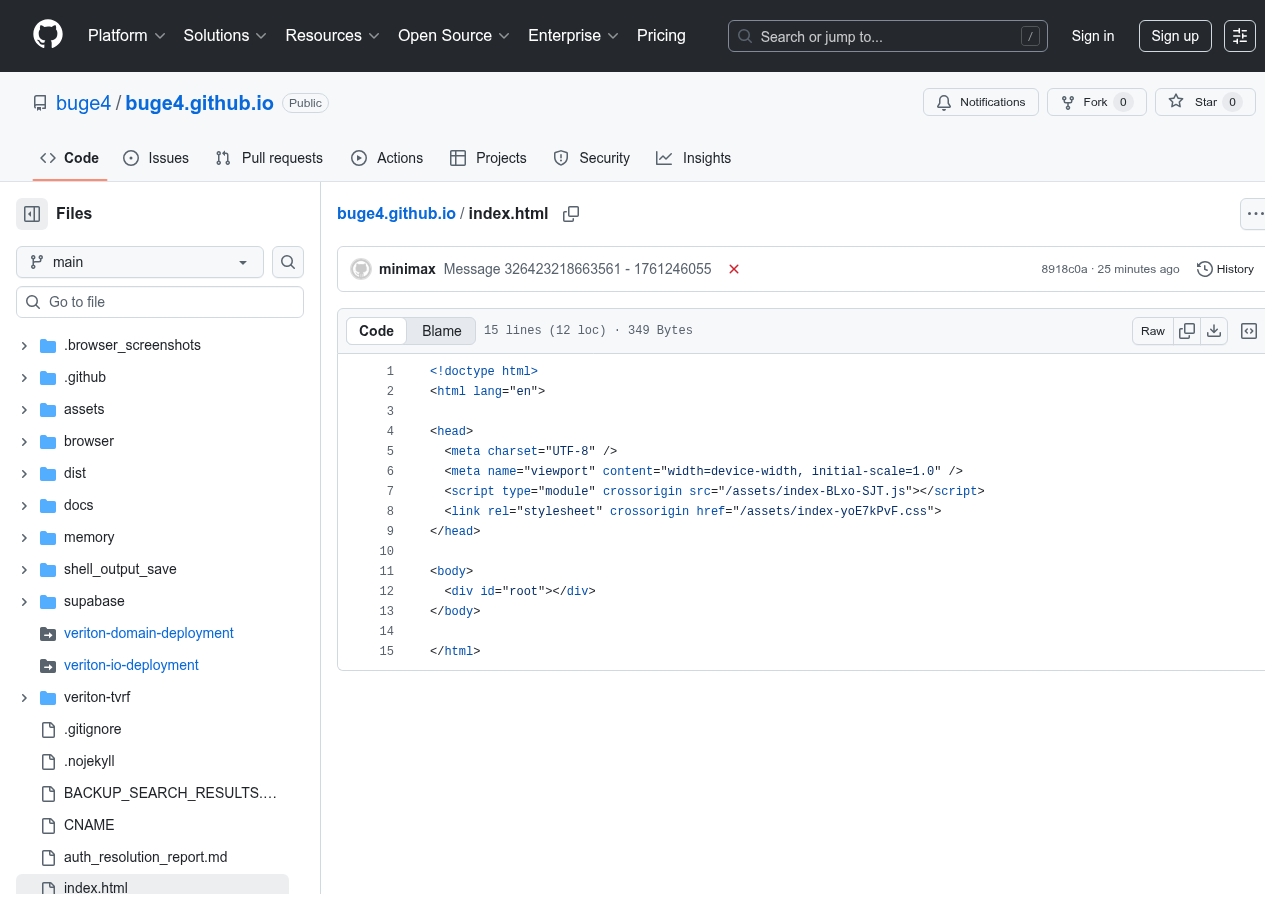 Platform Solutions Resources Open Source Enterprise Pricing Search or jump to... / Sign in Sign up
buge4 / buge4.github.io Public Notifications Fork 0 Star 0
Code Issues Pull requests Actions Projects Security Insights
Files
main
Go to file
.browser_screenshots
.github
assets
browser
dist
docs
memory
shell_output_save
supabase
veriton-domain-deployment
veriton-io-deployment
veriton-tvrf
.gitignore
.nojekyll
BACKUP_SEARCH_RESULTS.…
CNAME
auth_resolution_report.md
index.html
buge4.github.io / index.html
minimax Message 326423218663561 - 1761246055 8918c0a · 25 minutes ago History
Code Blame 15 lines (12 loc) · 349 Bytes Raw
1 <!doctype html>
2 <html lang="en">
3
4 <head>
5 <meta charset="UTF-8" />
6 <meta name="viewport" content="width=device-width, initial-scale=1.0" />
7 <script type="module" crossorigin src="/assets/index-BLxo-SJT.js"></script>
8 <link rel="stylesheet" crossorigin href="/assets/index-yoE7kPvF.css">
9 </head>
10
11 <body>
12 <div id="root"></div>
13 </body>
14
15 </html>